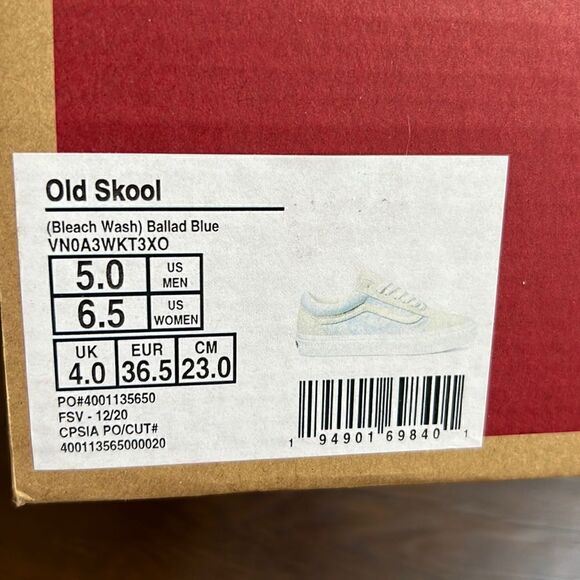 Old Skool
(Bleach Wash) Ballad Blue
VN0A3WKT3XO
5.0 US MEN
6.5 US WOMEN
UK EUR CM
4.0 36.5 23.0
PO#4001135650
FSV - 12/20
CPSIA PO/CUT#
400113565000020
1 94901 69840 1